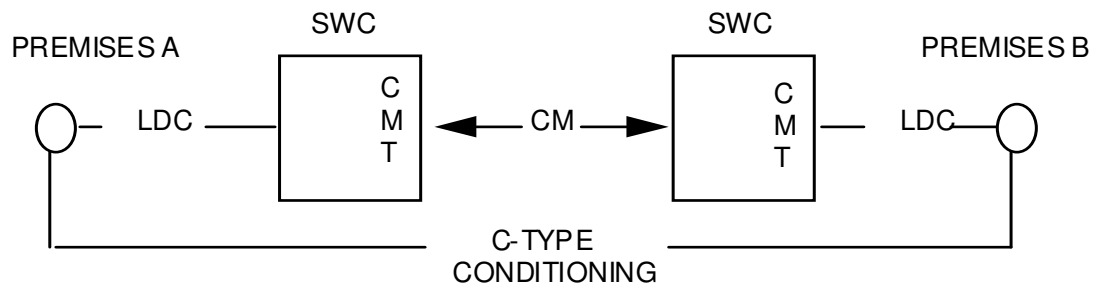 SWC
SWC
PREMISES A
PREMISES B
LDC
C
M
T
CM
C
M
T
LDC
C-TYPE
CONDITIONING